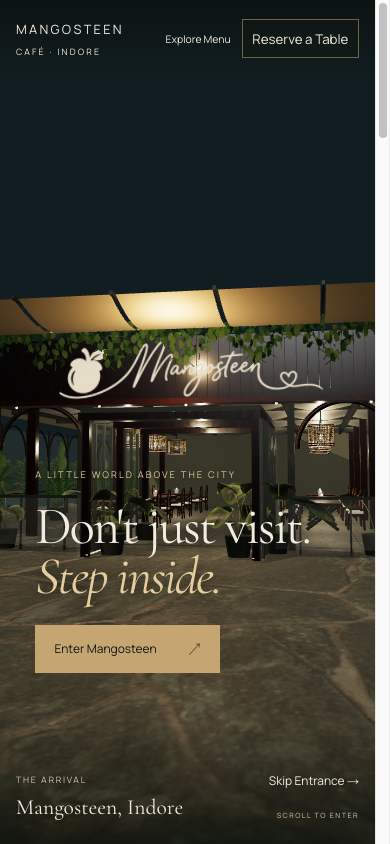 MANGOSTEEN
CAFÉ · INDORE
Explore Menu
Reserve a Table
Mangosteen
A LITTLE WORLD ABOVE THE CITY
Don't just visit.
Step inside.
Enter Mangosteen ↗
THE ARRIVAL
Mangosteen, Indore
Skip Entrance →
SCROLL TO ENTER